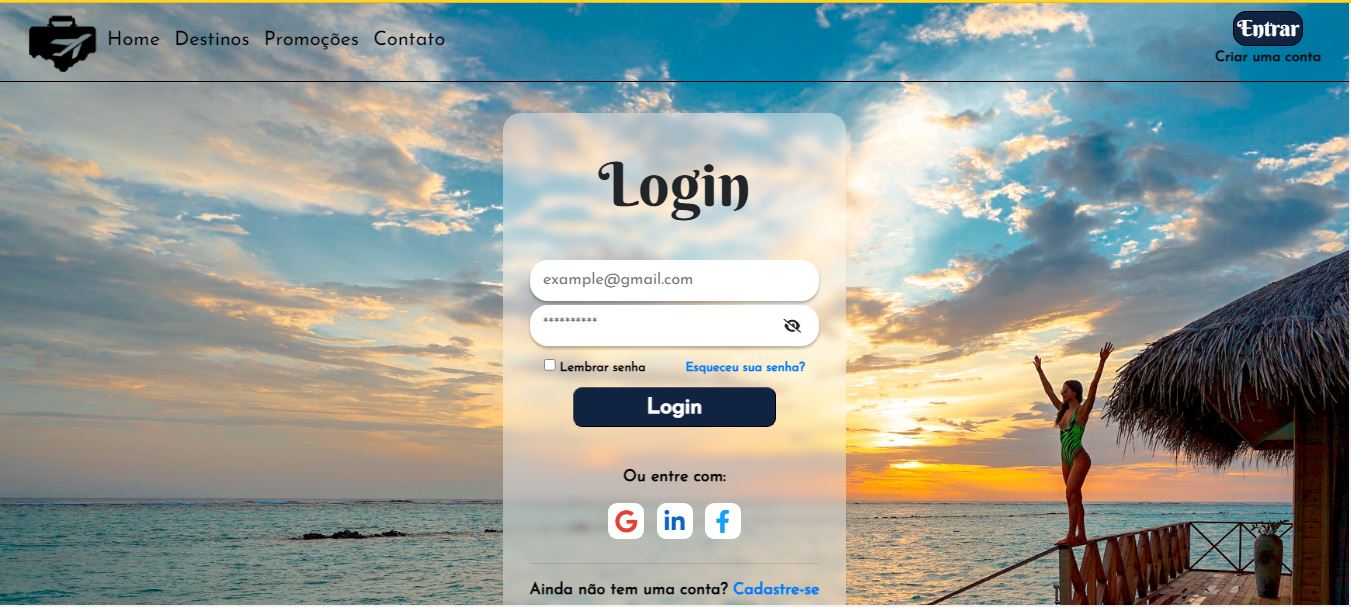 Home Destinos Promoções Contato
Entrar
Criar uma conta
Login
example@gmail.com
**********
Lembrar senha Esqueceu sua senha?
Login
Ou entre com:
G in f
Ainda não tem uma conta? Cadastre-se